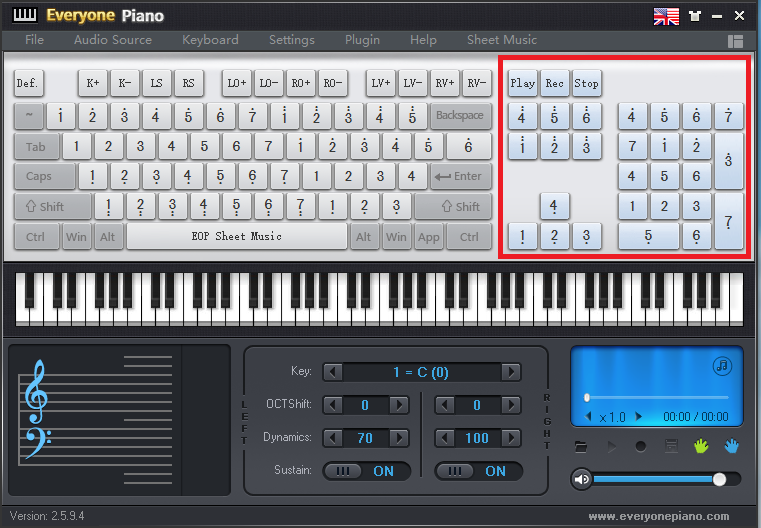 Everyone Piano
File Audio Source Keyboard Settings Plugin Help Sheet Music
Def. K+ K- LS RS LO+ LO- RO+ RO- LV+ LV- RV+ RV- Play Rec Stop
~ 1 2 3 4 5 6 7 1 2 3 4 5 Backspace 4 5 6 4 5 6 7
Tab 1 2 3 4 5 6 7 1 2 3 4 5 6 1 2 3 7 1 2 3
Caps 1 2 3 4 5 6 7 1 2 3 4 Enter 4 5 6
Shift 1 2 3 4 5 6 7 1 2 3 Shift 4 1 2 3 7
Ctrl Win Alt EOP Sheet Music Alt Win App Ctrl 1 2 3 5 6
Key: 1 = C (0)
LEFT
OCTShift: 0 0
Dynamics: 70 100
Sustain: ON ON
RIGHT
x 1.0 00:00 / 00:00
Version: 2.5.9.4 www.everyonepiano.com